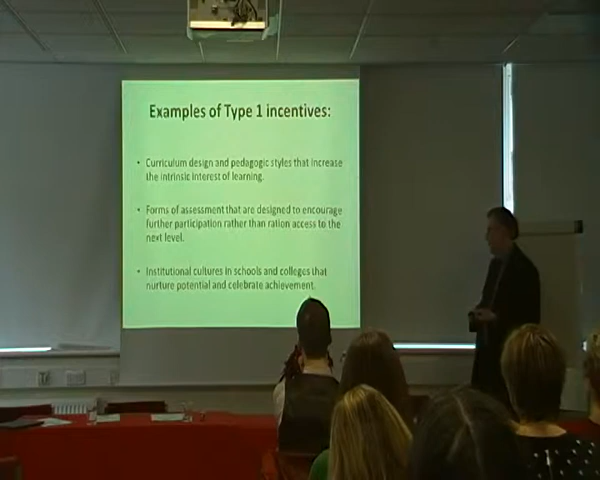 Examples of Type 1 incentives:
• Curriculum design and pedagogic styles that increase
the intrinsic interest of learning.
• Forms of assessment that are designed to encourage
further participation rather than ration access to the
next level.
• Institutional cultures in schools and colleges that
nurture potential and celebrate achievement.